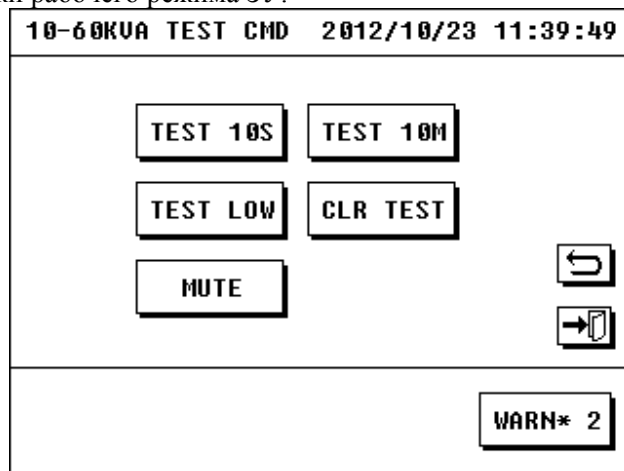 режима
10-60KVA TEST CMD 2012/10/23 11:39:49
TEST 10S TEST 10M
TEST LOW CLR TEST
MUTE
WARN* 2